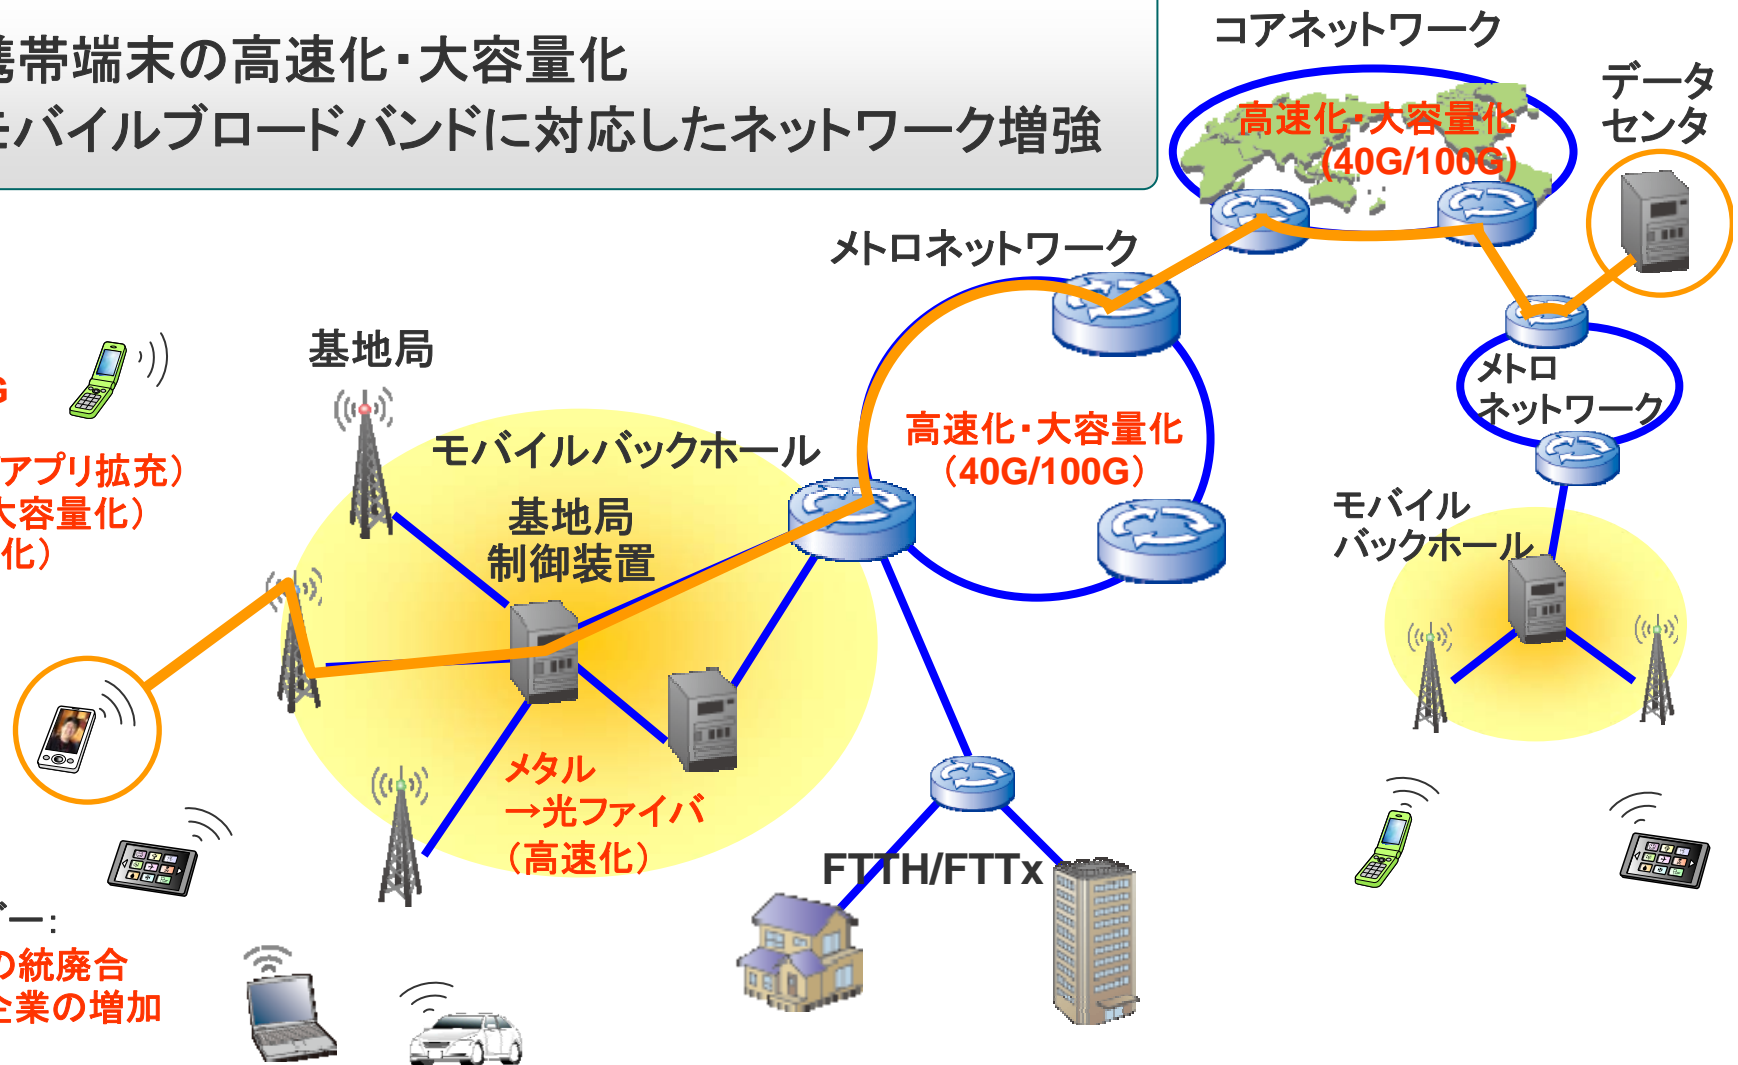 携帯端末の高速化・大容量化
モバイルブロードバンドに対応したネットワーク増強
コアネットワーク
高速化・大容量化
(40G/100G)
データ
センタ
メトロネットワーク
高速化・大容量化
（40G/100G）
メトロ
ネットワーク
基地局
モバイルバックホール
基地局
制御装置
メタル
→光ファイバ
（高速化）
モバイル
バックホール
FTTH/FTTx
G
アプリ拡充）
大容量化）
化）
ー：
の統廃合
企業の増加